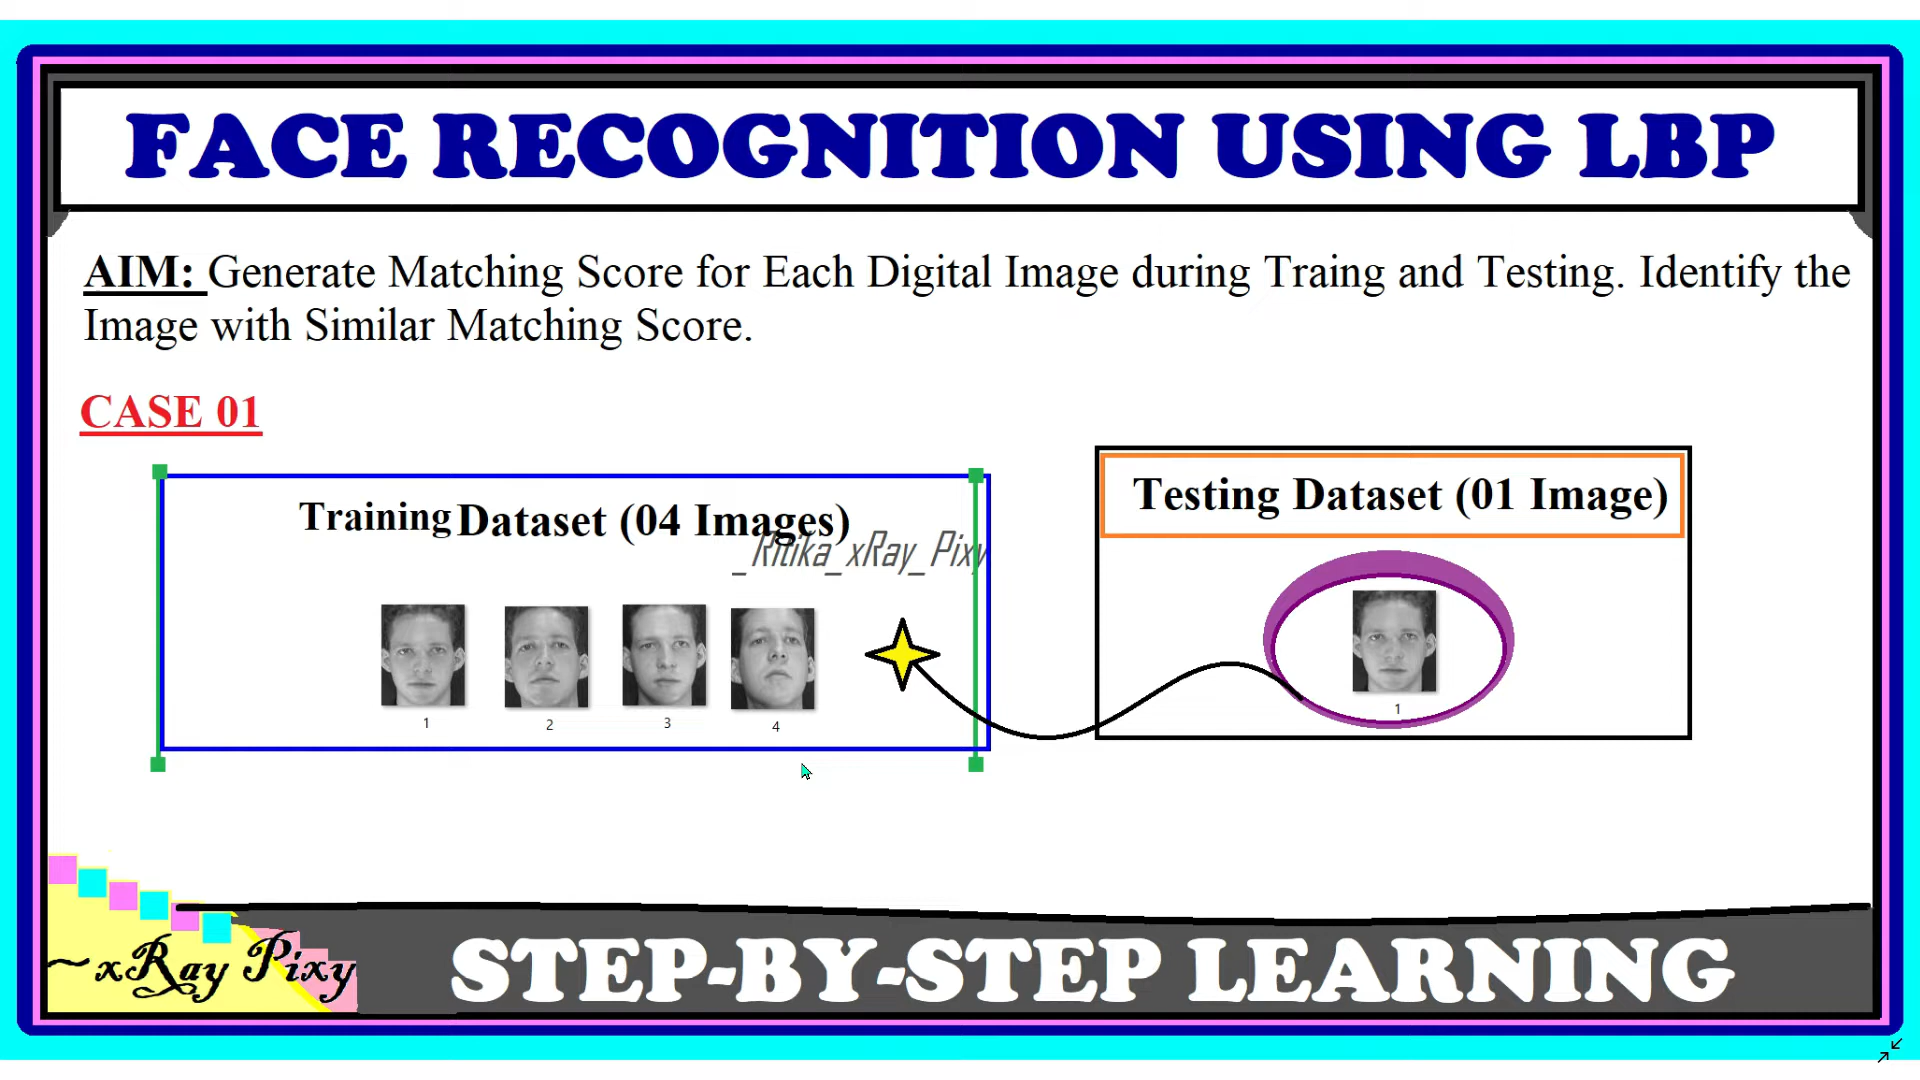 FACE RECOGNITION USING LBP
AIM: Generate Matching Score for Each Digital Image during Traing and Testing. Identify the
Image with Similar Matching Score.
CASE 01
Training Dataset (04 Images)
_Ritika_xRay_Pixy
1 2 3 4
Testing Dataset (01 Image)
1
~xRay Pixy
STEP-BY-STEP LEARNING